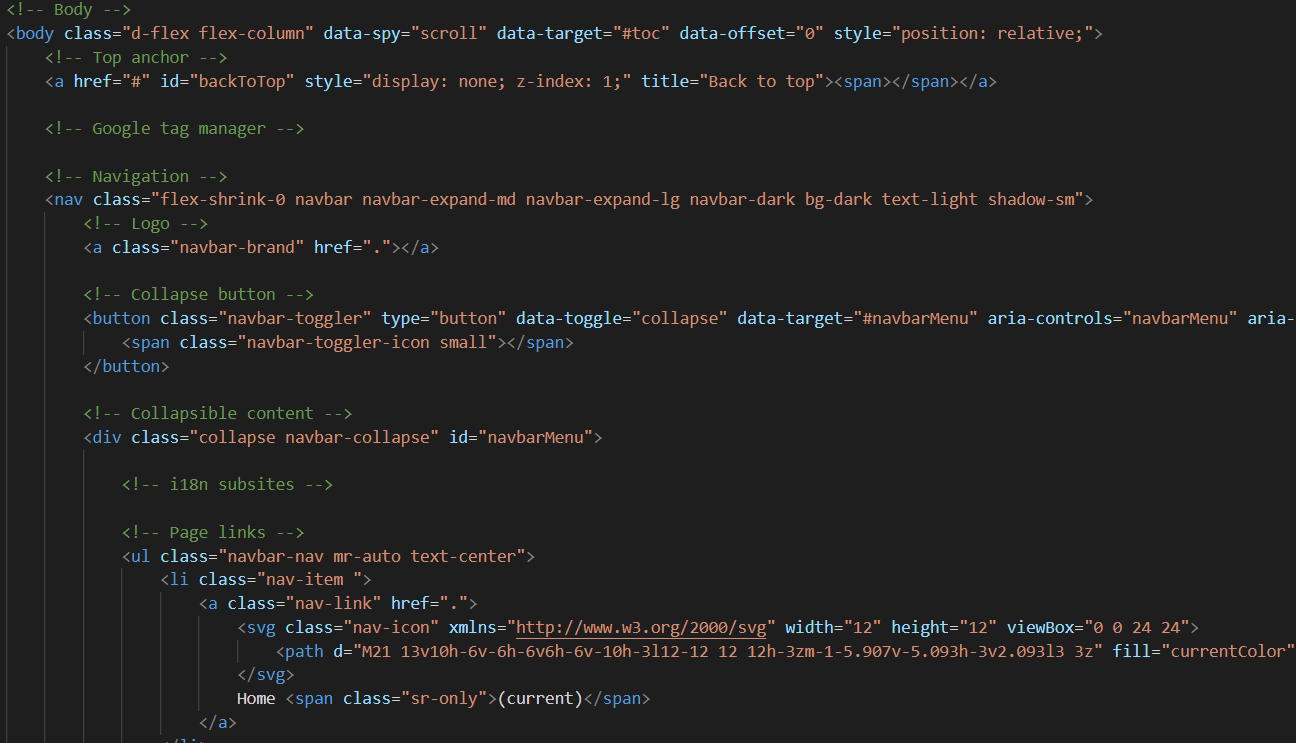 <!-- Body -->
<body class="d-flex flex-column" data-spy="scroll" data-target="#toc" data-offset="0" style="position: relative;">
<!-- Top anchor -->
<a href="#" id="backToTop" style="display: none; z-index: 1;" title="Back to top"><span></span></a>
<!-- Google tag manager -->
<!-- Navigation -->
<nav class="flex-shrink-0 navbar navbar-expand-md navbar-expand-lg navbar-dark bg-dark text-light shadow-sm">
<!-- Logo -->
<a class="navbar-brand" href="."></a>
<!-- Collapse button -->
<button class="navbar-toggler" type="button" data-toggle="collapse" data-target="#navbarMenu" aria-controls="navbarMenu" aria-
<span class="navbar-toggler-icon small"></span>
</button>
<!-- Collapsible content -->
<div class="collapse navbar-collapse" id="navbarMenu">
<!-- i18n subsites -->
<!-- Page links -->
<ul class="navbar-nav mr-auto text-center">
<li class="nav-item ">
<a class="nav-link" href=".">
<svg class="nav-icon" xmlns="http://www.w3.org/2000/svg" width="12" height="12" viewBox="0 0 24 24">
<path d="M21 13v10h-6v-6h-6v6h-6v-10h-3l12-12 12 12h-3zm-1-5.907v-5.093h-3v2.093l3 3z" fill="currentColor"
</svg>
Home <span class="sr-only">(current)</span>
</a>